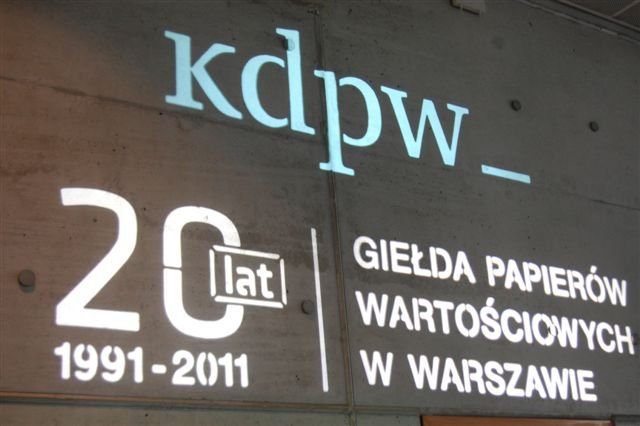 kdpw_
20 lat
1991-2011
GIEŁDA PAPIERÓW
WARTOŚCIOWYCH
W WARSZAWIE